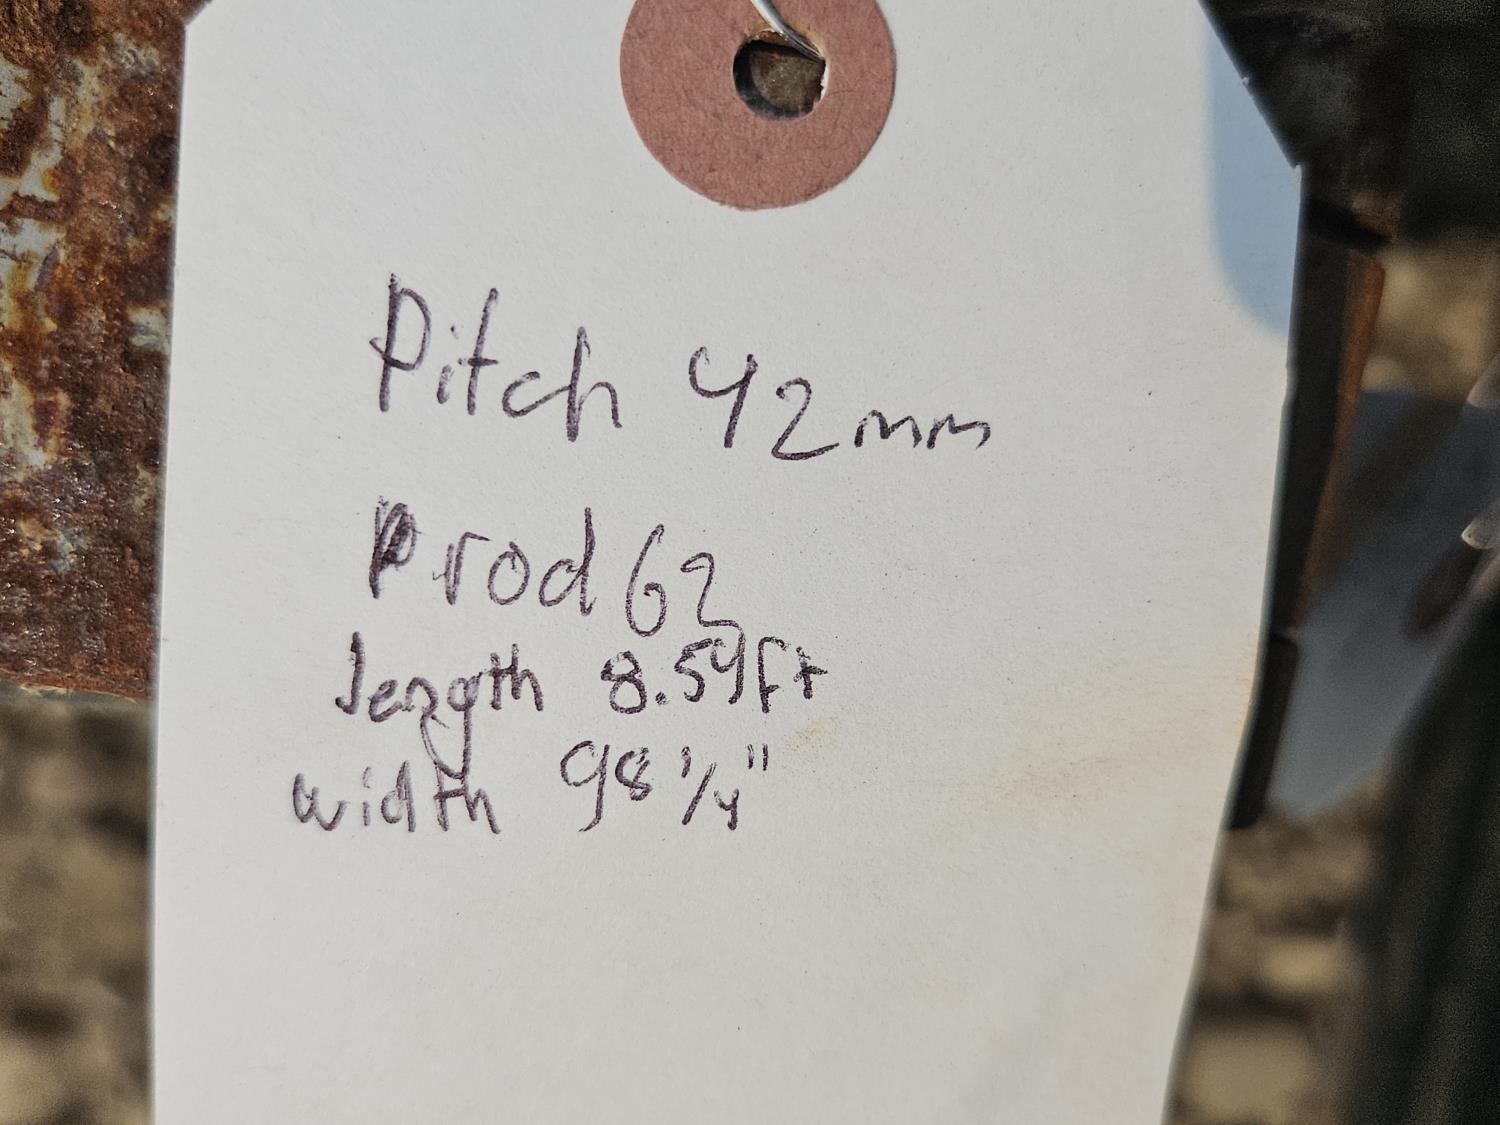 Pitch 42mm
Prod 62
length 8.59ft
width 98 1/4"